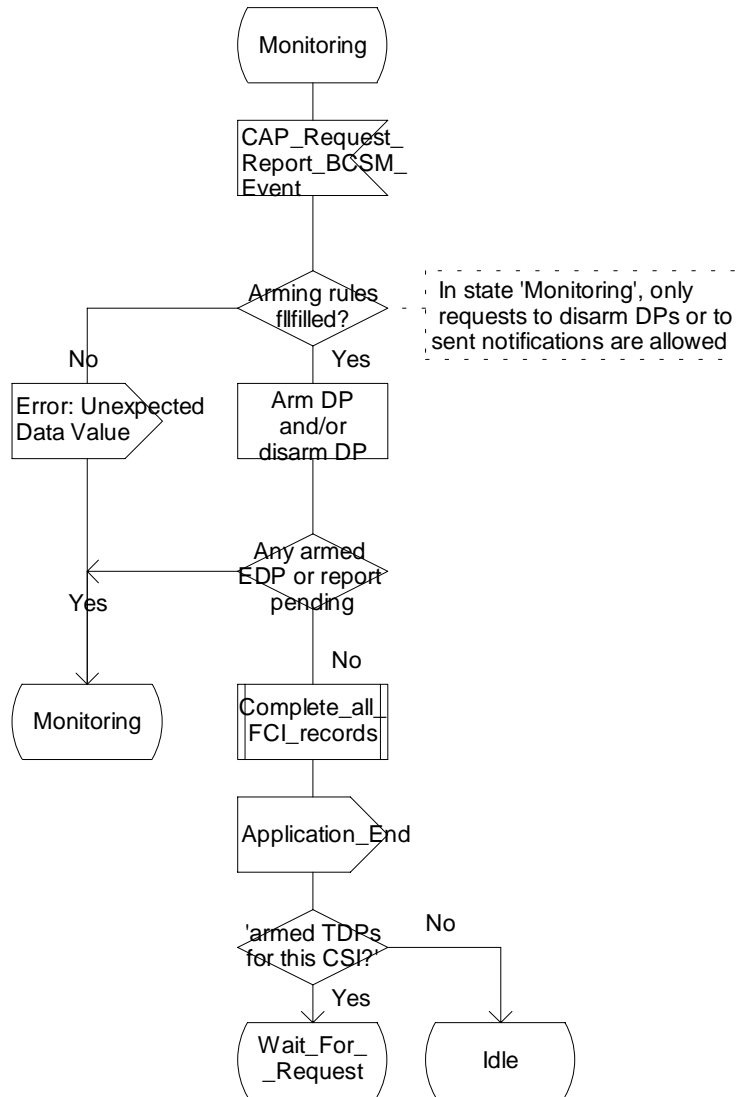 Monitoring
CAP_Request_
Report_BCSM_
Event
Arming rules
flfilled?
In state 'Monitoring', only
requests to disarm DPs or to
sent notifications are allowed
No
Yes
Error: Unexpected
Data Value
Arm DP
and/or
disarm DP
Any armed
EDP or report
pending
Yes
No
Monitoring
Complete_all_
FCI_records
Application_End
'armed TDPs
for this CSI?'
No
Yes
Wait_For_
_Request
Idle